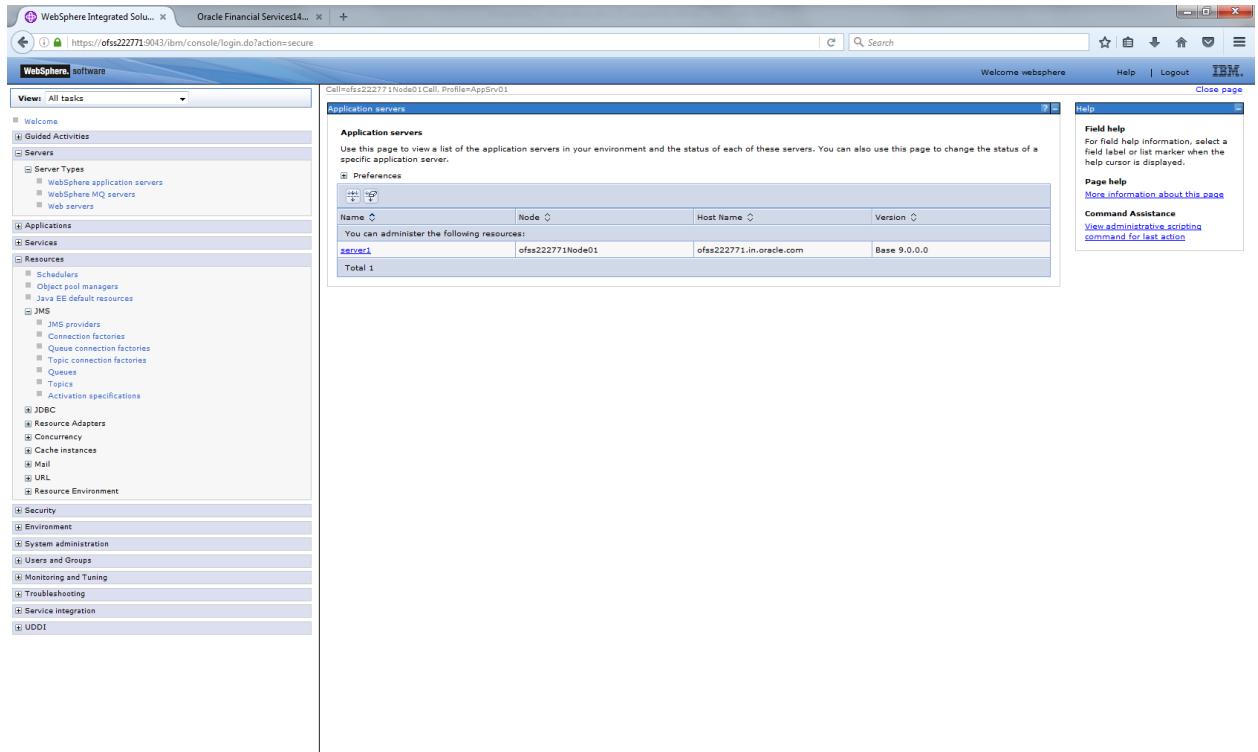 WebSphere Integrated Solu... ×
Oracle Financial Services14... ×
+
https://ofss222771:9043/ibm/console/login.do?action=secure
Search
WebSphere. software
Welcome websphere
Help | Logout
IBM.
View: All tasks
Welcome
Guided Activities
Servers
Server Types
WebSphere application servers
WebSphere MQ servers
Web servers
Applications
Services
Resources
Schedulers
Object pool managers
Java EE default resources
JMS
JMS providers
Connection factories
Queue connection factories
Topic connection factories
Queues
Topics
Activation specifications
JDBC
Resource Adapters
Concurrency
Cache instances
Mail
URL
Resource Environment
Security
Environment
System administration
Users and Groups
Monitoring and Tuning
Troubleshooting
Service integration
UDDI
Cell=ofss222771Node01Cell, Profile=AppSrv01
Close page
Application servers
Application servers
Use this page to view a list of the application servers in your environment and the status of each of these servers. You can also use this page to change the status of a
specific application server.
Preferences
Name Node Host Name Version
You can administer the following resources:
server1 ofss222771Node01 ofss222771.in.oracle.com Base 9.0.0.0
Total 1
Help
Field help
For field help information, select a
field label or list marker when the
help cursor is displayed.
Page help
More information about this page
Command Assistance
View administrative scripting
command for last action